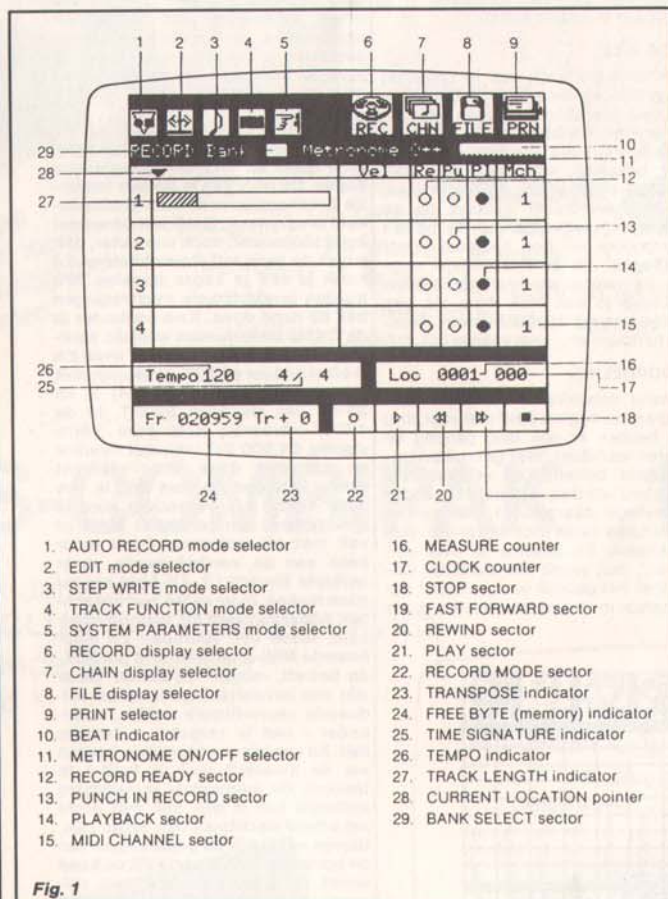 1 2 3 4 5 6 7 8 9
REC CHN FILE PRN
29 RECORD Bank Metronome O++ 10
11
28 Vel Re Pu Pl Mch 12
27 1 1
2 1 13
3 1 14
4 1 15
26 Tempo 120 4/4 Loc 0001-000 16
25 17
Fr 020959 Tr+ 0 18
24 23 22 21 20
1. AUTO RECORD mode selector
2. EDIT mode selector
3. STEP WRITE mode selector
4. TRACK FUNCTION mode selector
5. SYSTEM PARAMETERS mode selector
6. RECORD display selector
7. CHAIN display selector
8. FILE display selector
9. PRINT selector
10. BEAT indicator
11. METRONOME ON/OFF selector
12. RECORD READY sector
13. PUNCH IN RECORD sector
14. PLAYBACK sector
15. MIDI CHANNEL sector
16. MEASURE counter
17. CLOCK counter
18. STOP sector
19. FAST FORWARD sector
20. REWIND sector
21. PLAY sector
22. RECORD MODE sector
23. TRANSPOSE indicator
24. FREE BYTE (memory) indicator
25. TIME SIGNATURE indicator
26. TEMPO indicator
27. TRACK LENGTH indicator
28. CURRENT LOCATION pointer
29. BANK SELECT sector
Fig. 1